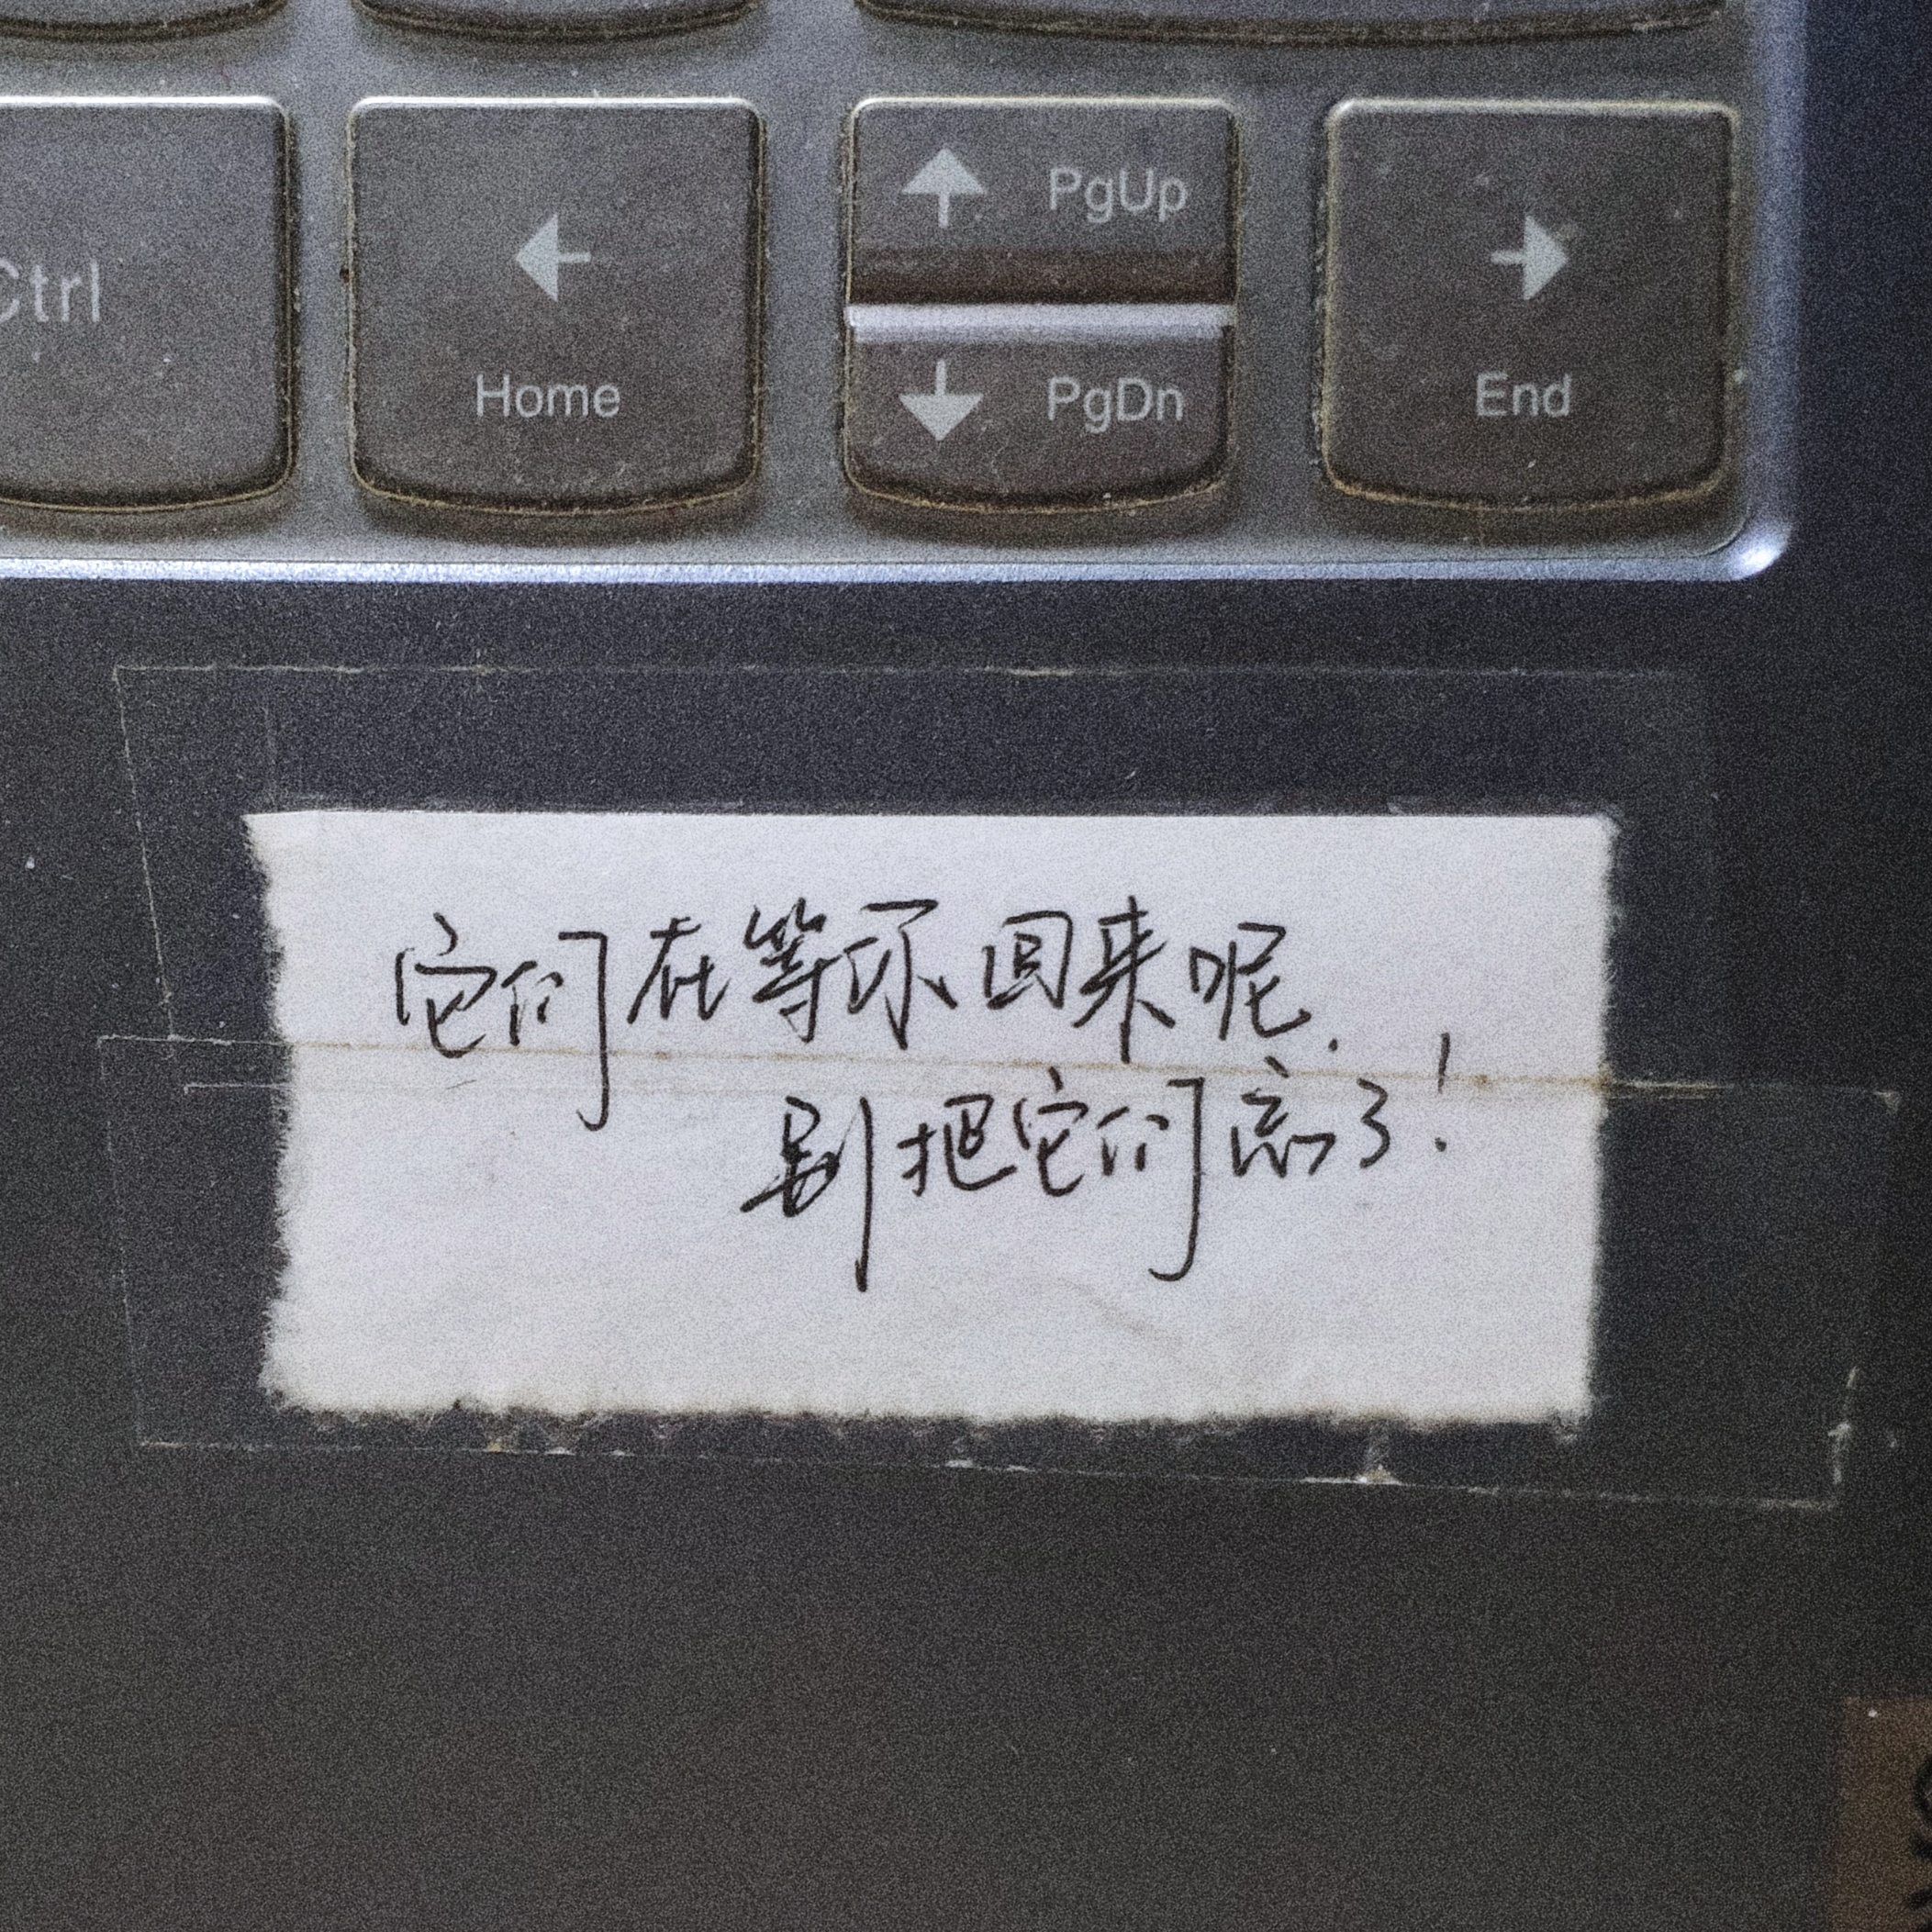 Ctrl
Home
PgUp
PgDn
End
它们在等你回来呢.
别把它们忘了!